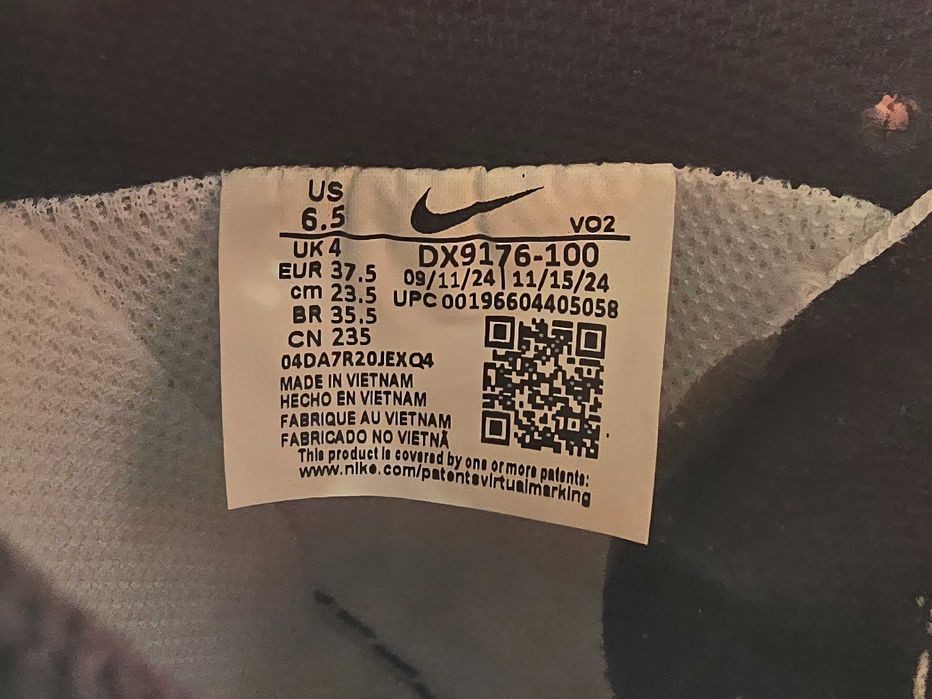 US
6.5
VO2
UK 4
DX9176-100
EUR 37.5
09/11/24 | 11/15/24
cm 23.5
UPC 00196604405058
BR 35.5
CN 235
04DA7R20JEXQ4
MADE IN VIETNAM
HECHO EN VIETNAM
FABRIQUE AU VIETNAM
FABRICADO NO VIETNÃ
This product is covered by one or more patents:
www.nike.com/patentsvirtualmarking